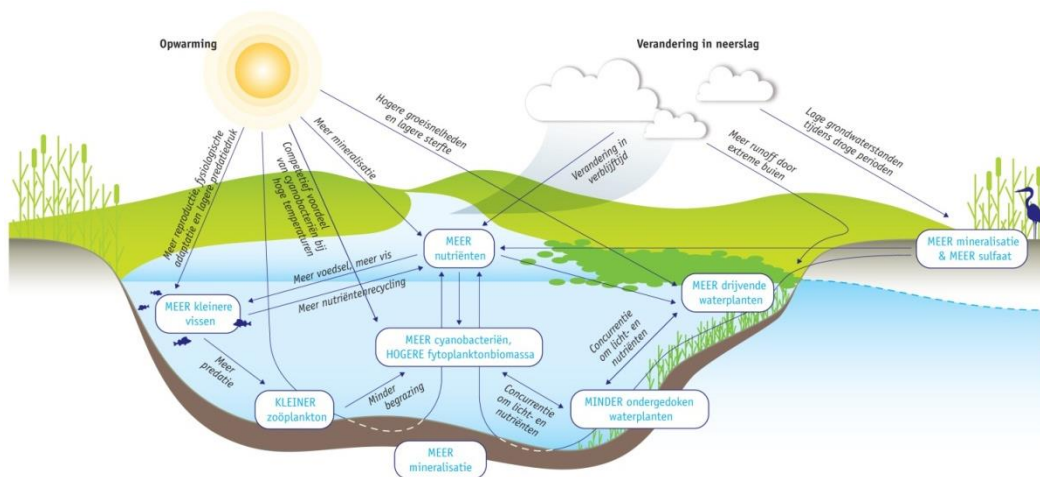 Opwarming
Verandering in neerslag
Meer reproductie, fysiologische
adaptatie en lagere predatiedruk
Competetief voordeel
van cyanobacteriën bij
hoge temperaturen
Meer mineralisatie
Hogere groeisnelheden
en lagere sterfte
Verandering in
verblijftijd
Meer runoff door
extreme buien
Lage grondwaterstanden
tijdens droge perioden
MEER
nutriënten
MEER mineralisatie
& MEER sulfaat
Meer voedsel, meer vis
Meer nutriëntenrecycling
MEER drijvende
waterplanten
MEER kleinere
vissen
MEER cyanobacteriën,
HOGERE fytoplanktonbiomassa
Concurrentie
om licht- en
nutriënten
Meer
predatie
KLEINER
zoöplankton
Minder
begrazing
Concurrentie
om licht- en
nutriënten
MINDER ondergedoken
waterplanten
MEER
mineralisatie